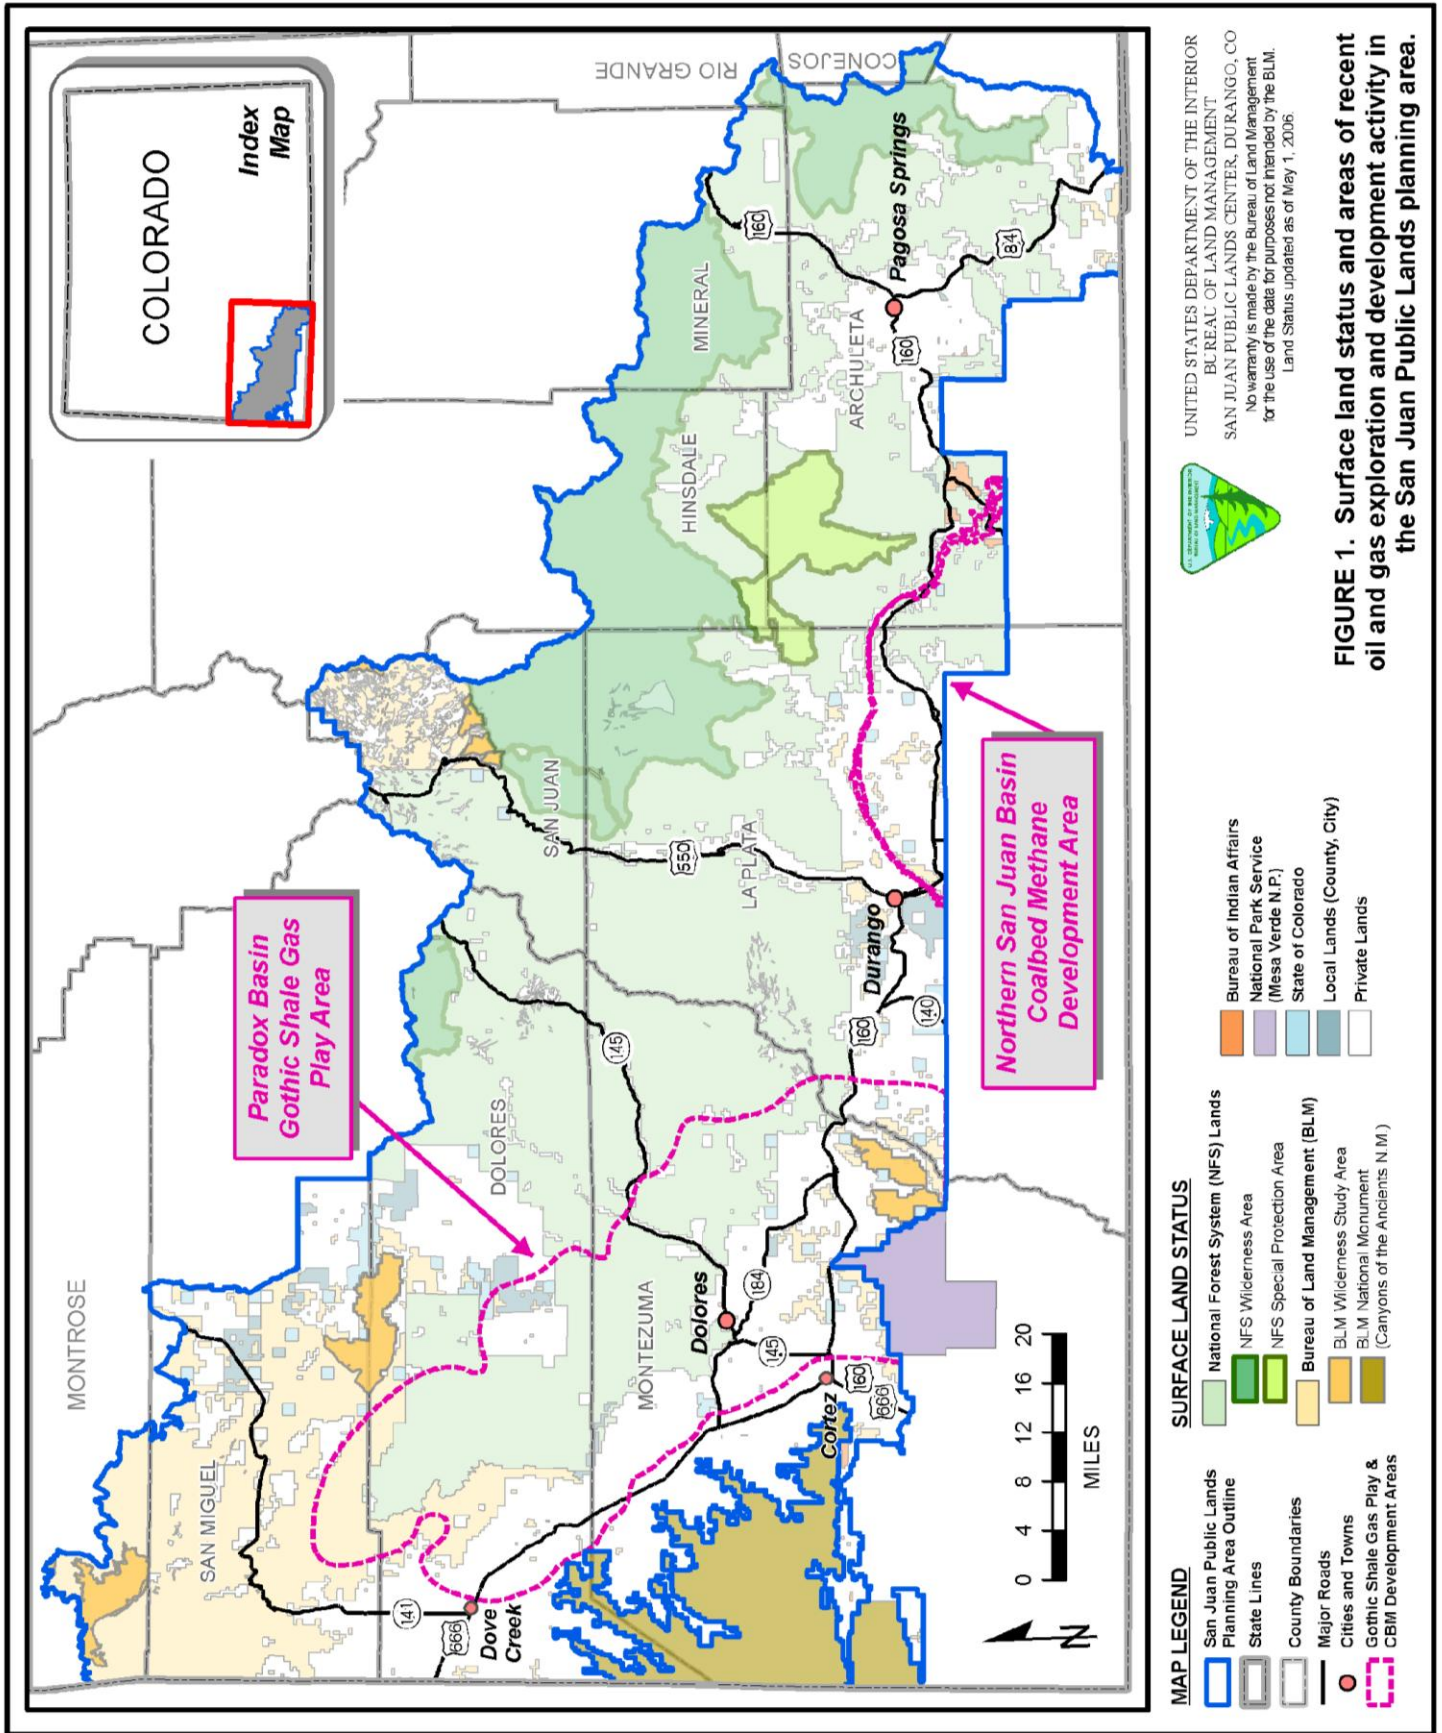 COLORADO
Index
Map
MONTROSE
SAN MIGUEL
DOLORES
MONTEZUMA
SAN JUAN
LA PLATA
HINSDALE
MINERAL
ARCHULETA
RIO GRANDE
CONEJOS
Paradox Basin
Gothic Shale Gas
Play Area
Northern San Juan Basin
Coalbed Methane
Development Area
Dove
Creek
Dolores
Cortez
Durango
Pagosa Springs
141
666
145
184
145
160
666
160
140
550
160
160
84
0 4 8 12 16 20
MILES
N
MAP LEGEND
San Juan Public Lands
Planning Area Outline
State Lines
County Boundaries
Major Roads
Cities and Towns
Gothic Shale Gas Play &
CBM Development Areas
SURFACE LAND STATUS
National Forest System (NFS) Lands
NFS Wilderness Area
NFS Special Protection Area
Bureau of Land Management (BLM)
BLM Wilderness Study Area
BLM National Monument
(Canyons of the Ancients N.M.)
Bureau of Indian Affairs
National Park Service
(Mesa Verde N.P.)
State of Colorado
Local Lands (County, City)
Private Lands
UNITED STATES DEPARTMENT OF THE INTERIOR
BUREAU OF LAND MANAGEMENT
SAN JUAN PUBLIC LANDS CENTER, DURANGO, CO
No warranty is made by the Bureau of Land Management
for the use of the data for purposes not intended by the BLM.
Land Status updated as of May 1, 2006.
FIGURE 1. Surface land status and areas of recent
oil and gas exploration and development activity in
the San Juan Public Lands planning area.